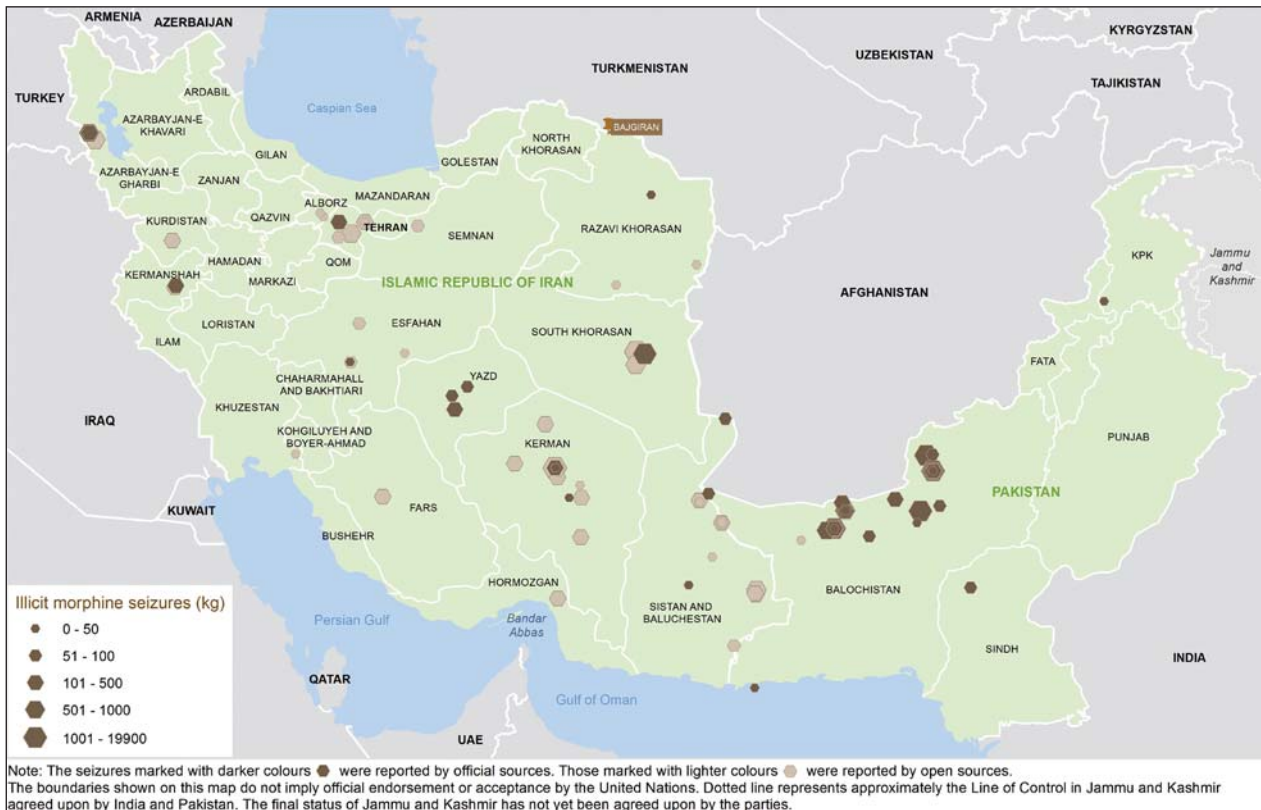 ARMENIA
AZERBAIJAN
KYRGYZSTAN
UZBEKISTAN
TAJIKISTAN
TURKMENISTAN
TURKEY
ARDABIL
Caspian Sea
AZARBAYJAN-E
KHAVARI
BAJGIRAN
NORTH
KHORASAN
GILAN
GOLESTAN
AZARBAYJAN-E
GHARBI
ZANJAN
MAZANDARAN
ALBORZ
QAZVIN
KURDISTAN
TEHRAN
SEMNAN
RAZAVI KHORASAN
KPK
Jammu
and
Kashmir
HAMADAN
QOM
KERMANSHAH
MARKAZI
ISLAMIC REPUBLIC OF IRAN
AFGHANISTAN
LORISTAN
ESFAHAN
SOUTH KHORASAN
ILAM
FATA
CHAHARMAHALL
AND BAKHTIARI
YAZD
KHUZESTAN
IRAQ
KOHGILUYEH AND
BOYER-AHMAD
KERMAN
PUNJAB
PAKISTAN
KUWAIT
FARS
BUSHEHR
HORMOZGAN
SISTAN AND
BALUCHESTAN
BALOCHISTAN
Persian Gulf
Bandar
Abbas
SINDH
INDIA
QATAR
Gulf of Oman
UAE
Illicit morphine seizures (kg)
0 - 50
51 - 100
101 - 500
501 - 1000
1001 - 19900
Note: The seizures marked with darker colours were reported by official sources. Those marked with lighter colours were reported by open sources.
The boundaries shown on this map do not imply official endorsement or acceptance by the United Nations. Dotted line represents approximately the Line of Control in Jammu and Kashmir
agreed upon by India and Pakistan. The final status of Jammu and Kashmir has not yet been agreed upon by the parties.